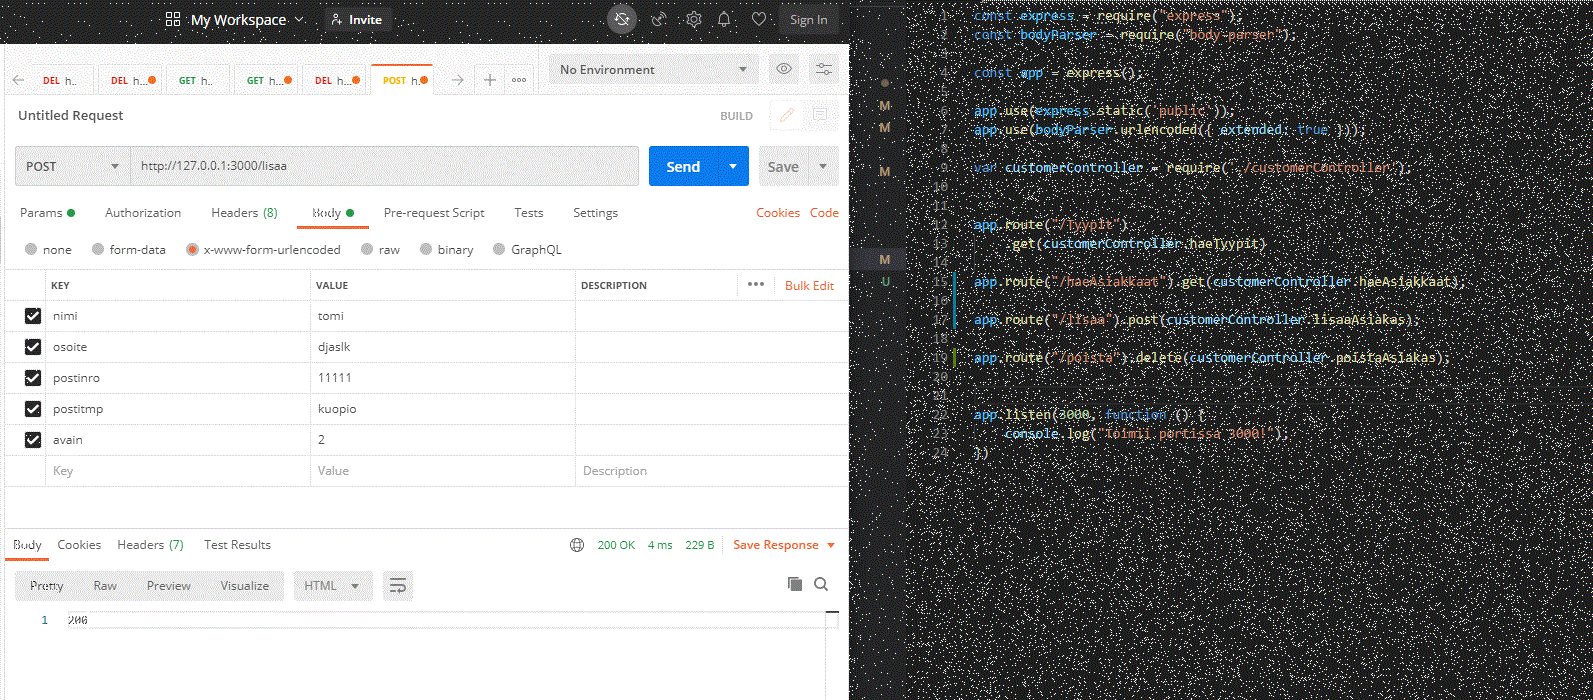 My Workspace
Invite
Sign In
DEL h..
DEL h...
GET h..
GET h...
DEL h...
POST h.
No Environment
Untitled Request
BUILD
POST
http://127.0.0.1:3000/lisaa
Send
Save
Params
Authorization
Headers (8)
Body
Pre-request Script
Tests
Settings
Cookies
Code
none
form-data
x-www-form-urlencoded
raw
binary
GraphQL
KEY
VALUE
DESCRIPTION
Bulk Edit
nimi
tomi
osoite
djaslk
postinro
11111
postitmp
kuopio
avain
2
Key
Value
Description
Body
Cookies
Headers (7)
Test Results
200 OK
4 ms
229 B
Save Response
Pretty
Raw
Preview
Visualize
HTML
1
M
M
M
M
U
1 const express = require("express");
2 const bodyParser = require("body-parser");
3
4 const app = express();
5
6 app.use(express.static('public'));
7 app.use(bodyParser.urlencoded({ extended: true }));
8
9 var customerController = require('./customerController');
10
11
12 app.route("/Tyypit")
13 .get(customerController.haeTyypit)
14
15 app.route("/haeAsiakkaat").get(customerController.haeAsiakkaat);
16
17 app.route("/lisaa").post(customerController.lisaaAsiakas);
18
19 app.route("/poista").delete(customerController.poistaAsiakas);
20
21
22 app.listen(3000, function () {
23 console.log("Toimii portissa 3000!");
24 })